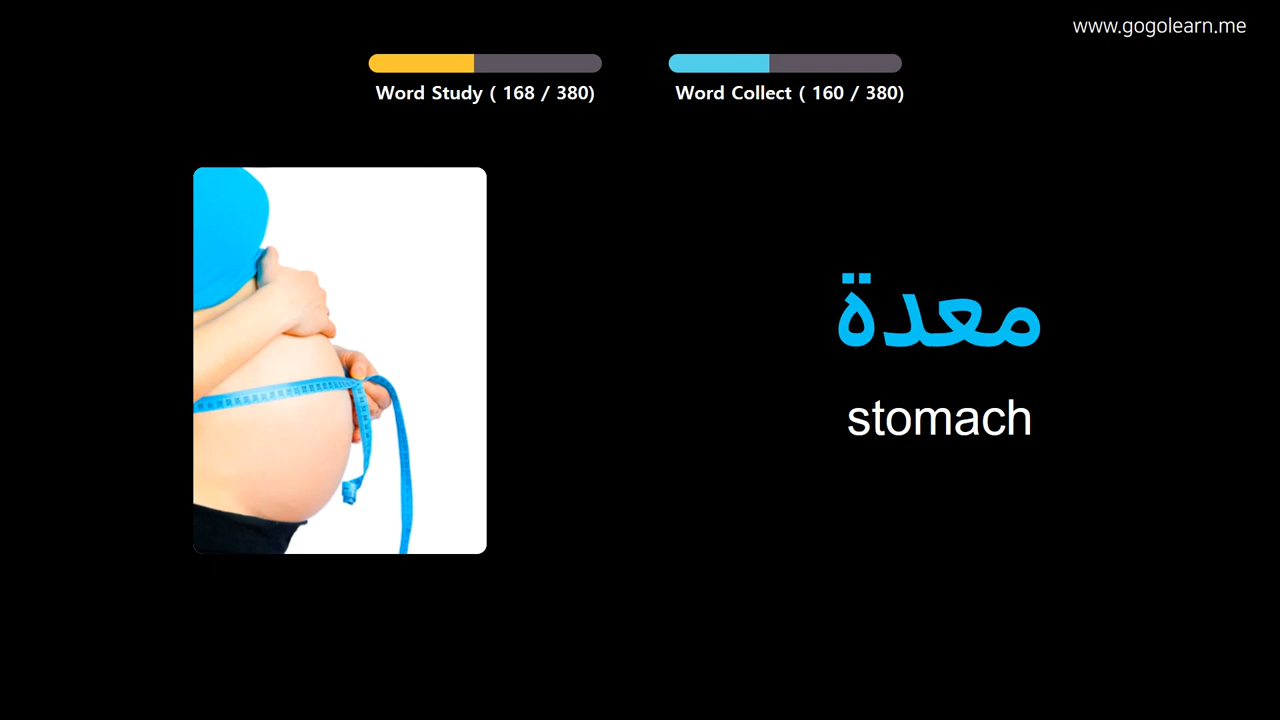 www.gogolearn.me
Word Study ( 168 / 380)
Word Collect ( 160 / 380)
معدة
stomach